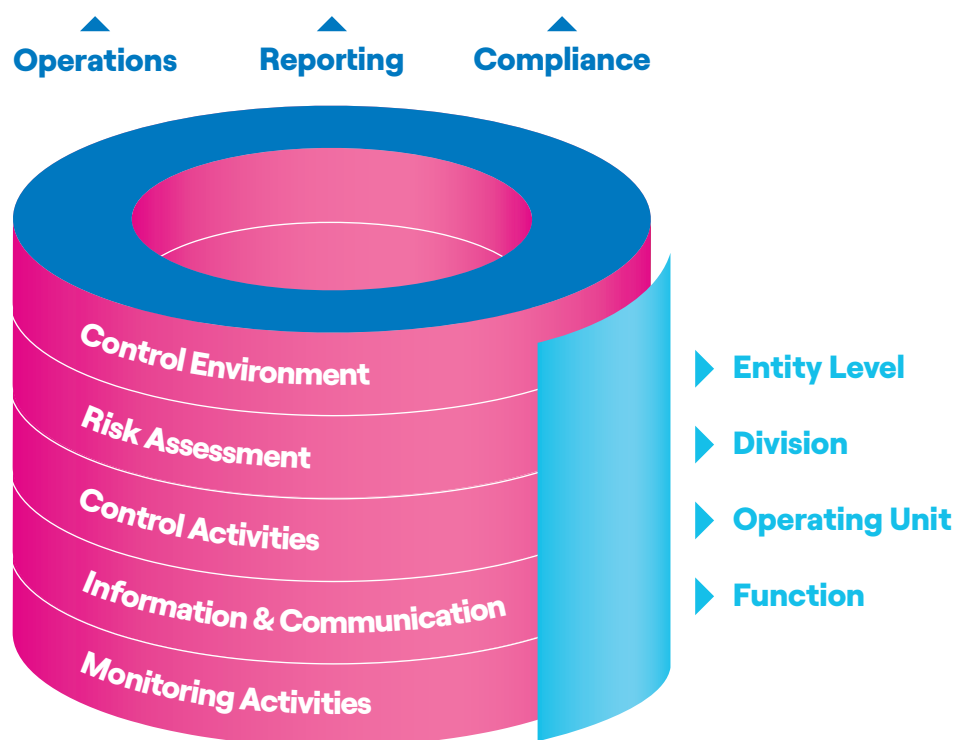 Operations
Reporting
Compliance
Control Environment
Risk Assessment
Control Activities
Information & Communication
Monitoring Activities
Entity Level
Division
Operating Unit
Function